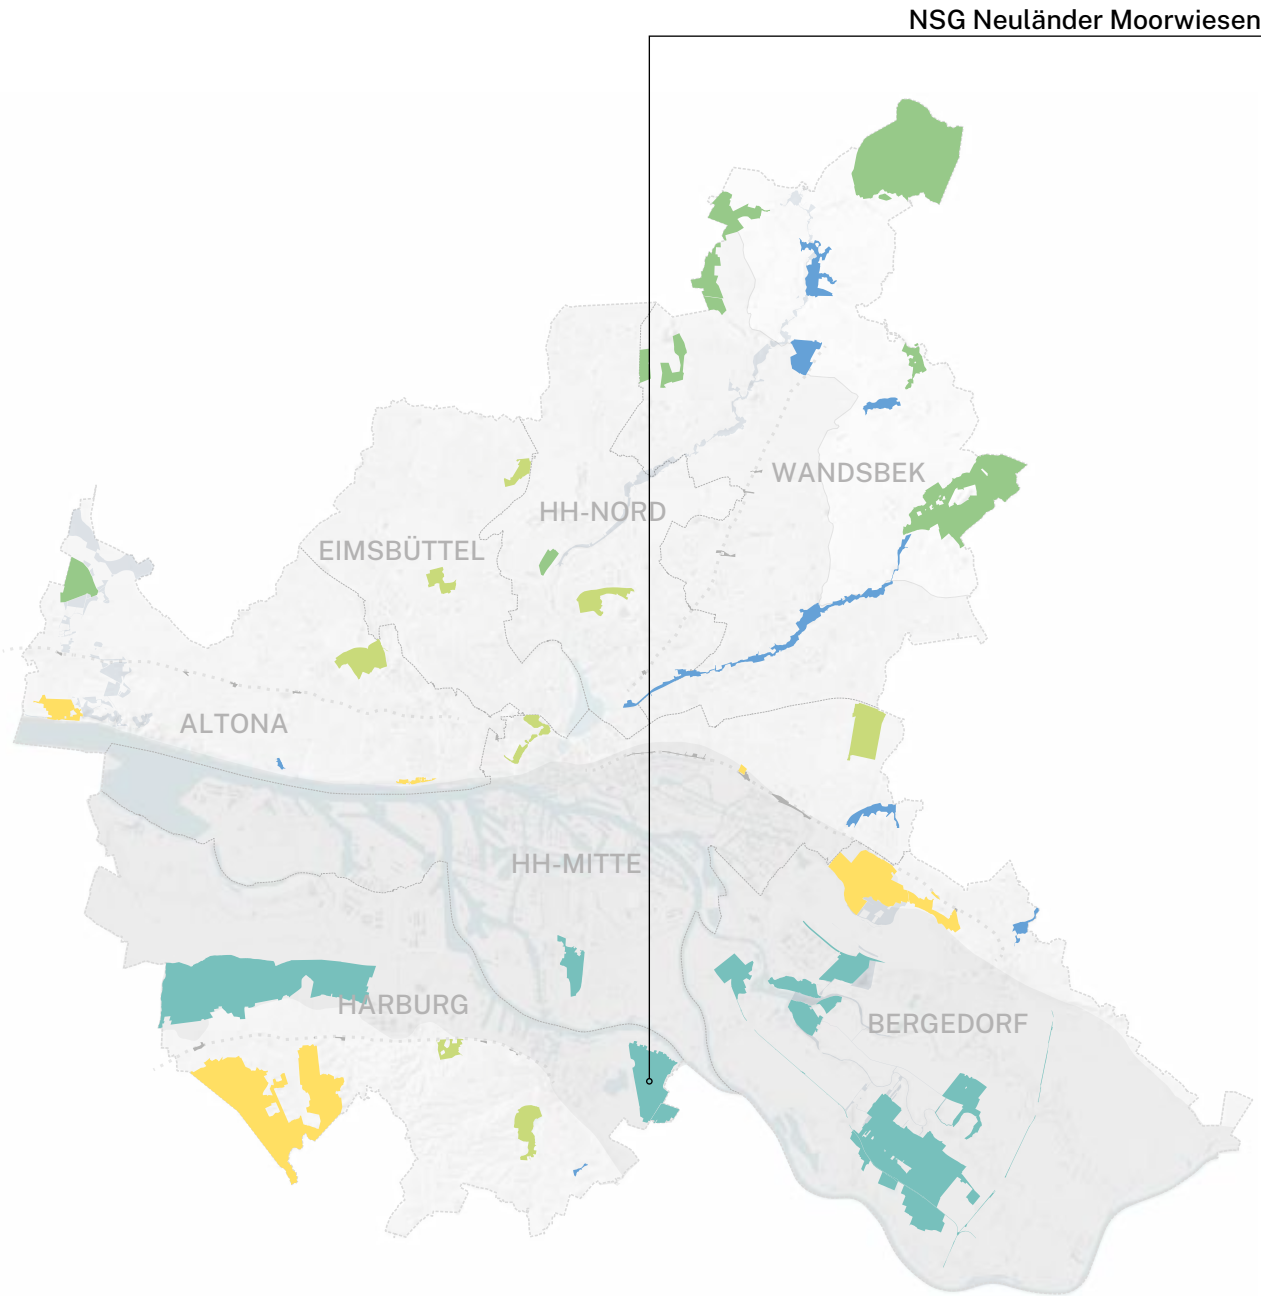 NSG Neuländer Moorwiesen
WANDSBEK
HH-NORD
EIMSBÜTTEL
ALTONA
HH-MITTE
HARBURG
BERGEDORF